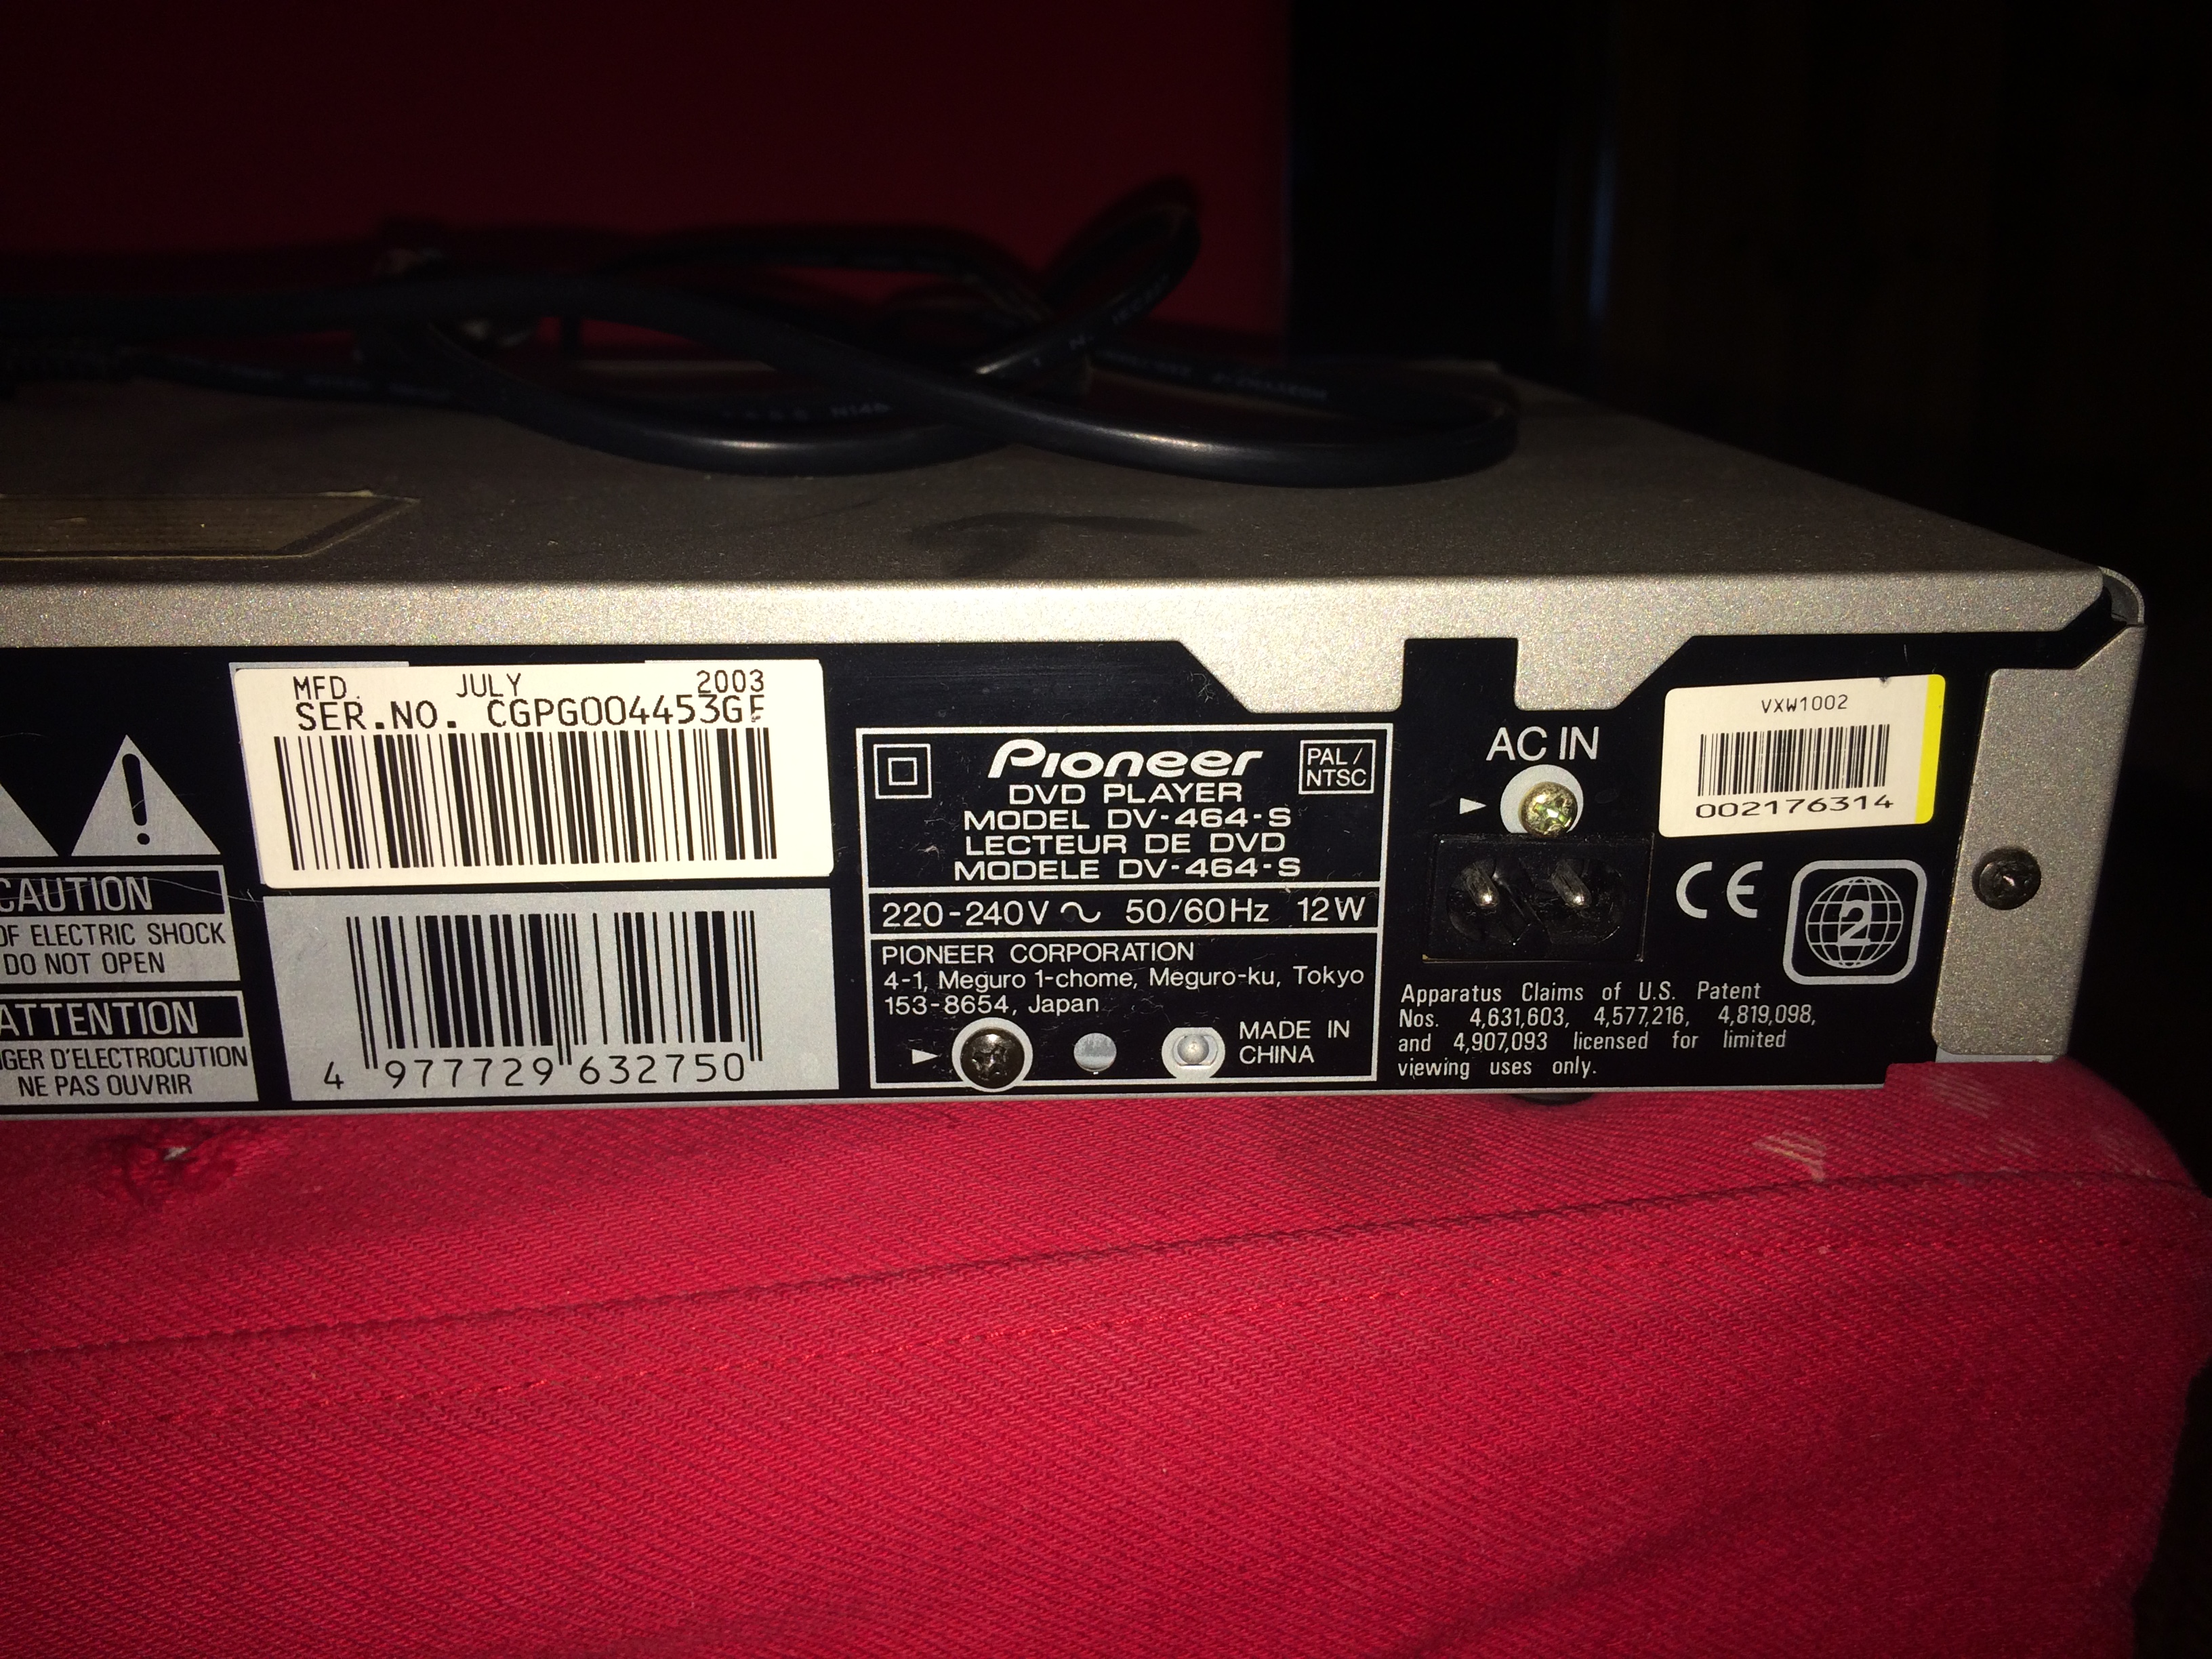 MFD. JULY 2003
SER.NO. CGPG004453GF
CAUTION
OF ELECTRIC SHOCK
DO NOT OPEN
ATTENTION
NGER D'ELECTROCUTION
NE PAS OUVRIR
4 977729 632750
Pioneer
PAL/
NTSC
DVD PLAYER
MODEL DV-464-S
LECTEUR DE DVD
MODELE DV-464-S
220-240V ~ 50/60Hz 12W
PIONEER CORPORATION
4-1, Meguro 1-chome, Meguro-ku, Tokyo
153-8654, Japan
MADE IN
CHINA
AC IN
VXW1002
002176314
CE
2
Apparatus Claims of U.S. Patent
Nos. 4,631,603, 4,577,216, 4,819,098,
and 4,907,093 licensed for limited
viewing uses only.